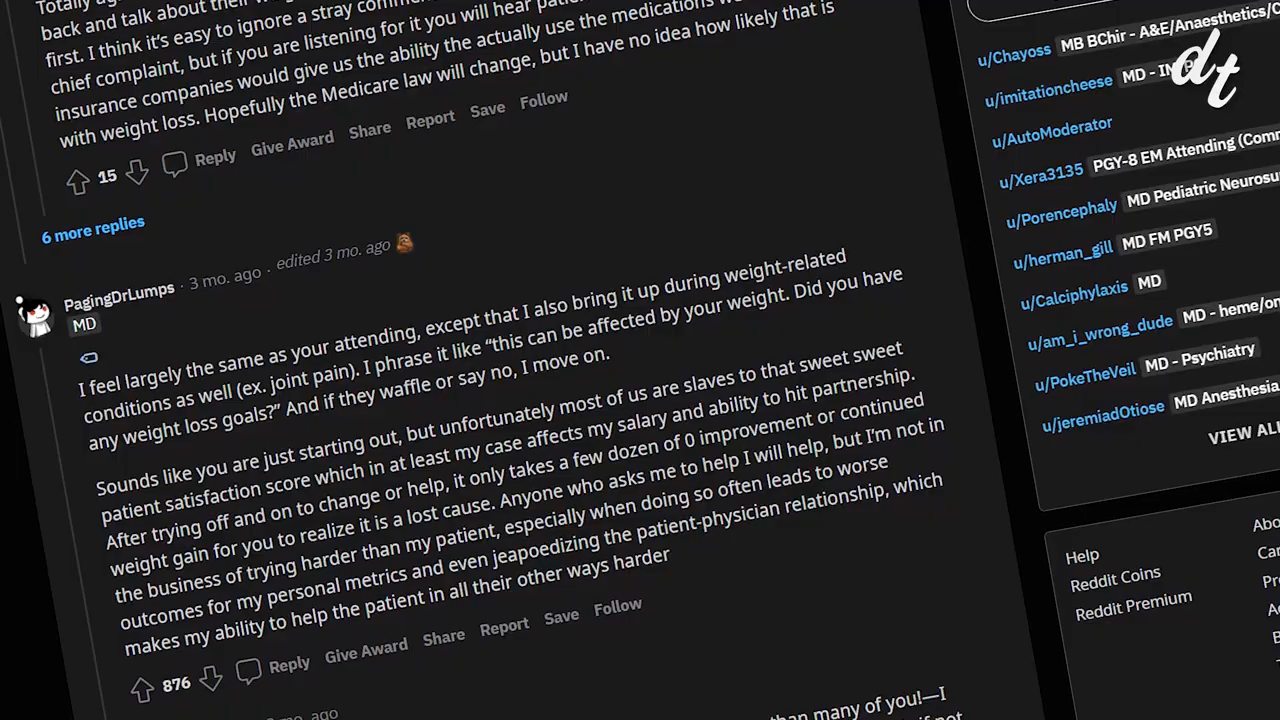 back and talk about their
first. I think it's easy to ignore a stray
chief complaint, but if you are listening for it you will hear
insurance companies would give us the ability the actually use the medications
with weight loss. Hopefully the Medicare law will change, but I have no idea how likely that is
15 Reply Give Award Share Report Save Follow
6 more replies
PagingDrLumps · 3 mo. ago · edited 3 mo. ago
MD
I feel largely the same as your attending, except that I also bring it up during weight-related
conditions as well (ex. joint pain). I phrase it like “this can be affected by your weight. Did you have
any weight loss goals?” And if they waffle or say no, I move on.
Sounds like you are just starting out, but unfortunately most of us are slaves to that sweet sweet
patient satisfaction score which in at least my case affects my salary and ability to hit partnership.
After trying off and on to change or help, it only takes a few dozen of 0 improvement or continued
weight gain for you to realize it is a lost cause. Anyone who asks me to help I will help, but I’m not in
the business of trying harder than my patient, especially when doing so often leads to worse
outcomes for my personal metrics and even jeapoedizing the patient-physician relationship, which
makes my ability to help the patient in all their other ways harder
876 Reply Give Award Share Report Save Follow
mo. ago
than many of you!—I
if not
u/Chayoss MB BChir - A&E/Anaesthetics/
u/imitationcheese MD -
u/AutoModerator
u/Xera3135 PGY-8 EM Attending
u/Porencephaly MD Pediatric
u/herman_gill MD FM PGY5
u/Calciphylaxis MD
u/am_i_wrong_dude MD -
u/PokeTheVeil MD - Psychiatry
u/jeremiadOtiose MD
VIEW
Help
Reddit Coins
Reddit Premium
dt